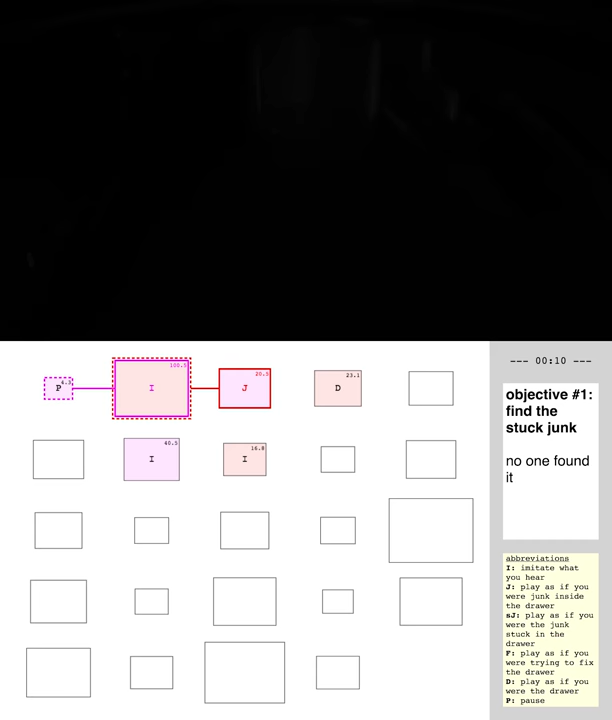 --- 00:10 ---
100.5
4.3
P
I
20.5
J
23.1
D
40.5
I
16.8
I
objective #1:
find the
stuck junk
no one found
it
abbreviations
I: imitate what
you hear
J: play as if you
were junk inside
the drawer
sJ: play as if you
were the junk
stuck in the
drawer
F: play as if you
were trying to fix
the drawer
D: play as if you
were the drawer
P: pause